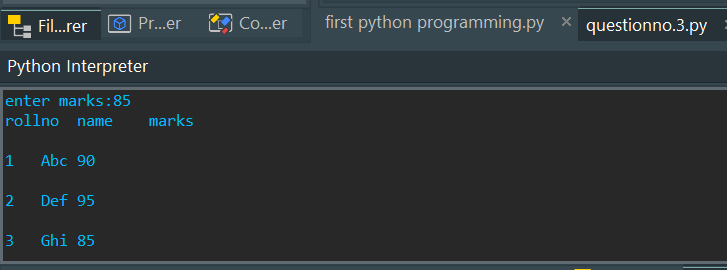 Fil...rer Pr...er Co...er first python programming.py × questionno.3.py
Python Interpreter
enter marks:85
rollno name marks
1 Abc 90
2 Def 95
3 Ghi 85